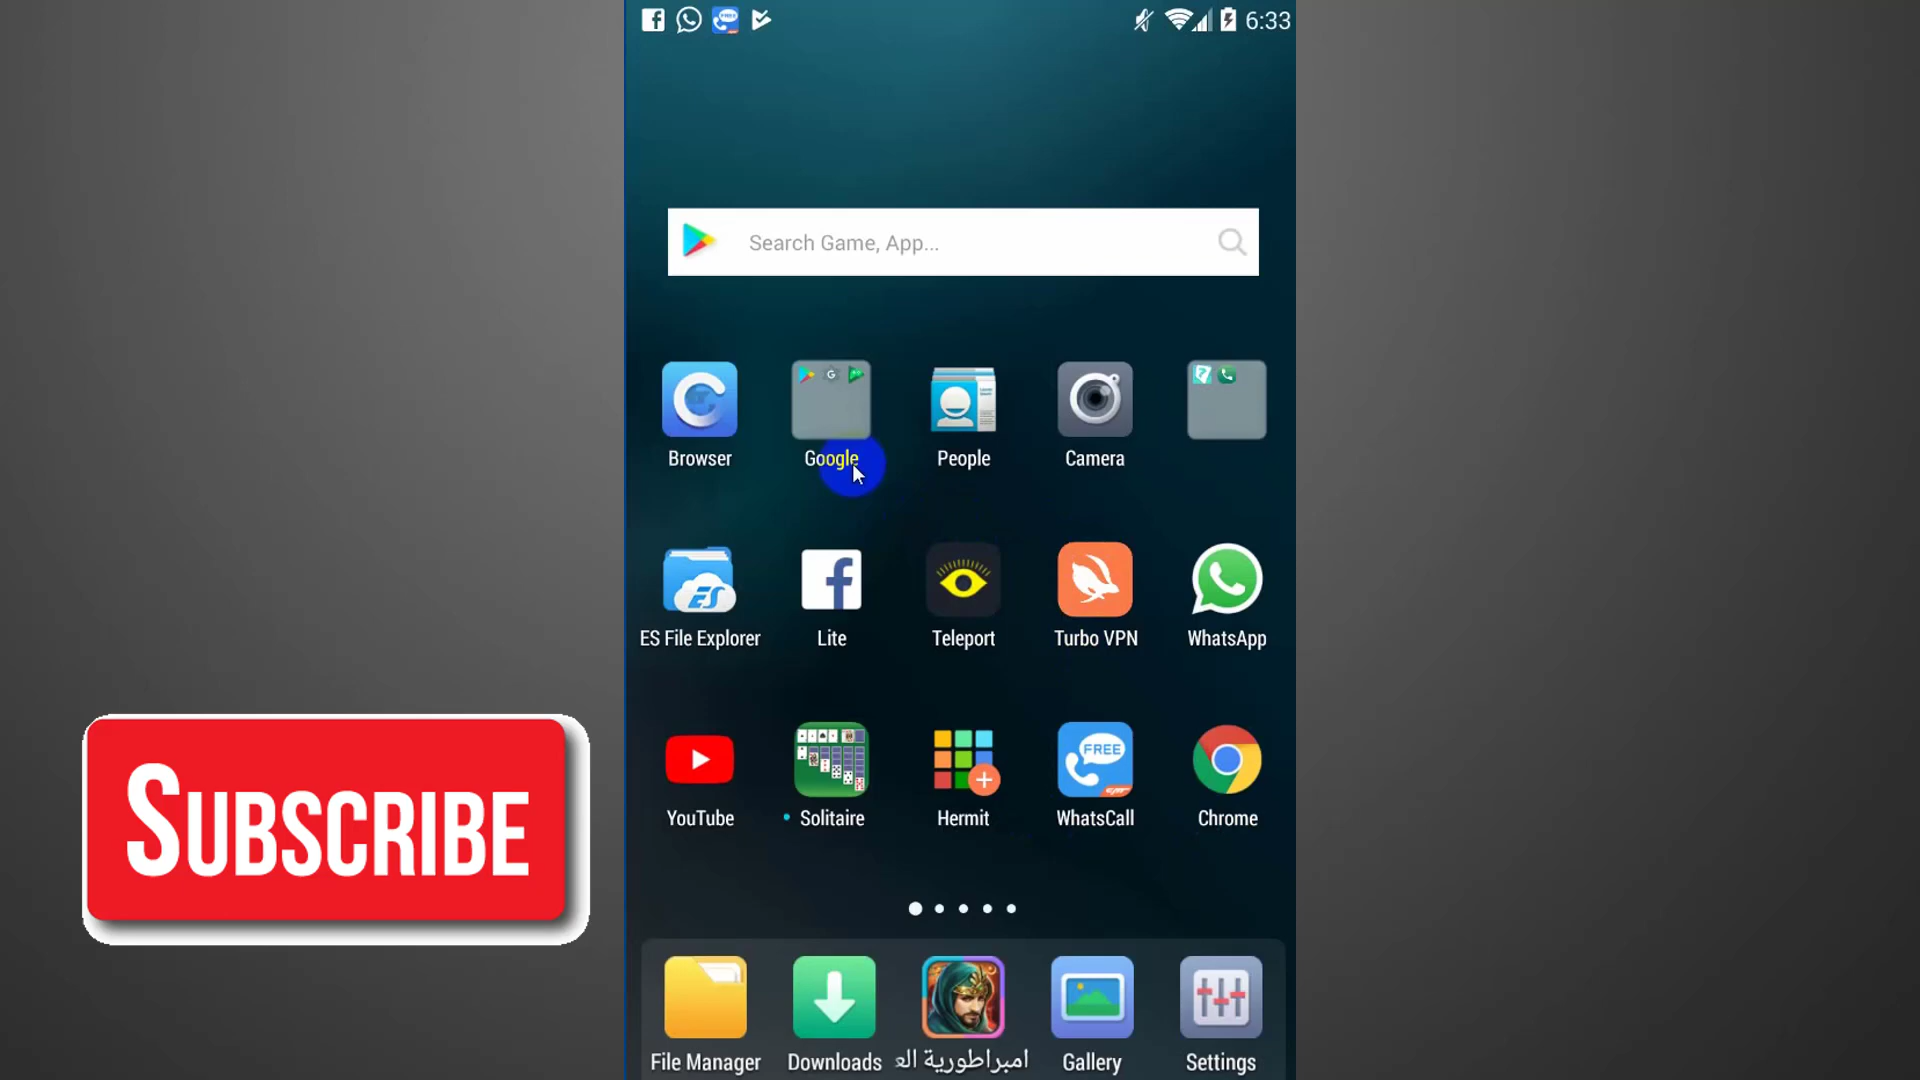 6:33
Search Game, App...
Browser
Google
People
Camera
ES File Explorer
Lite
Teleport
Turbo VPN
WhatsApp
FREE
YouTube
Solitaire
Hermit
WhatsCall
Chrome
SUBSCRIBE
File Manager
Downloads
امبراطورية الع
Gallery
Settings